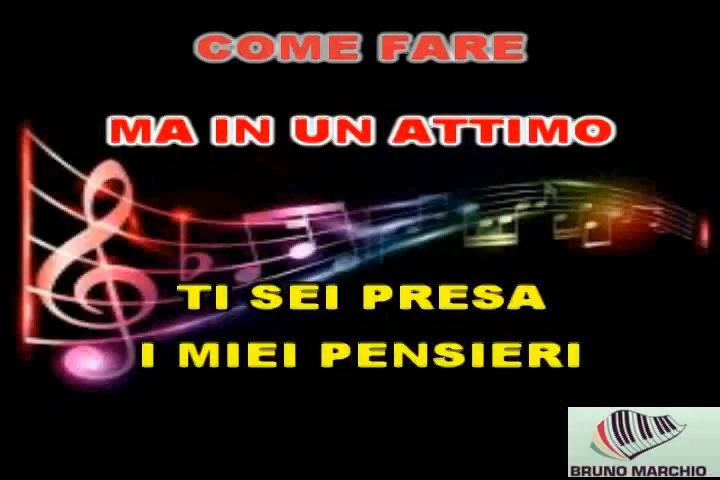 COME FARE
MA IN UN ATTIMO
TI SEI PRESA
I MIEI PENSIERI
BRUNO MARCHIO